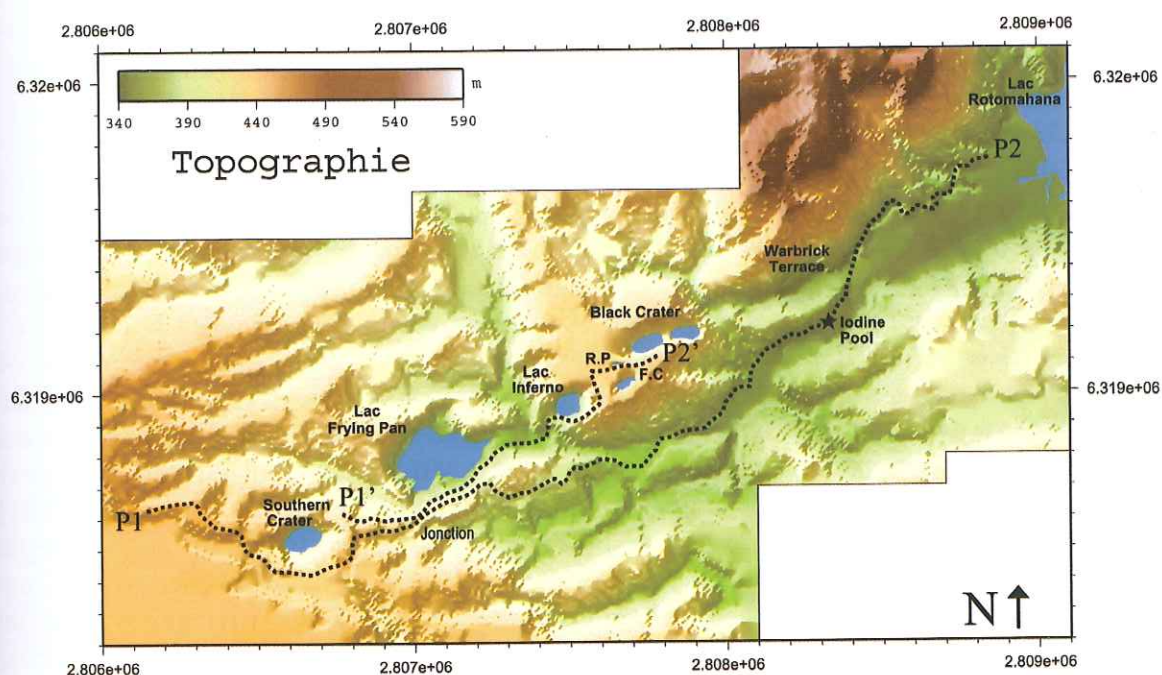 2.806e+06 2.807e+06 2.808e+06 2.809e+06
6.32e+06
6.32e+06
m
340 390 440 490 540 590
Topographie
Lac
Rotomahana
P2
Warbrick
Terrace
Black Crater
Iodine
Pool
R.P
P2'
F.C
Lac
Inferno
6.319e+06
6.319e+06
Lac
Frying Pan
P1'
Southern
Crater
P1
Jonction
N
2.806e+06 2.807e+06 2.808e+06 2.809e+06